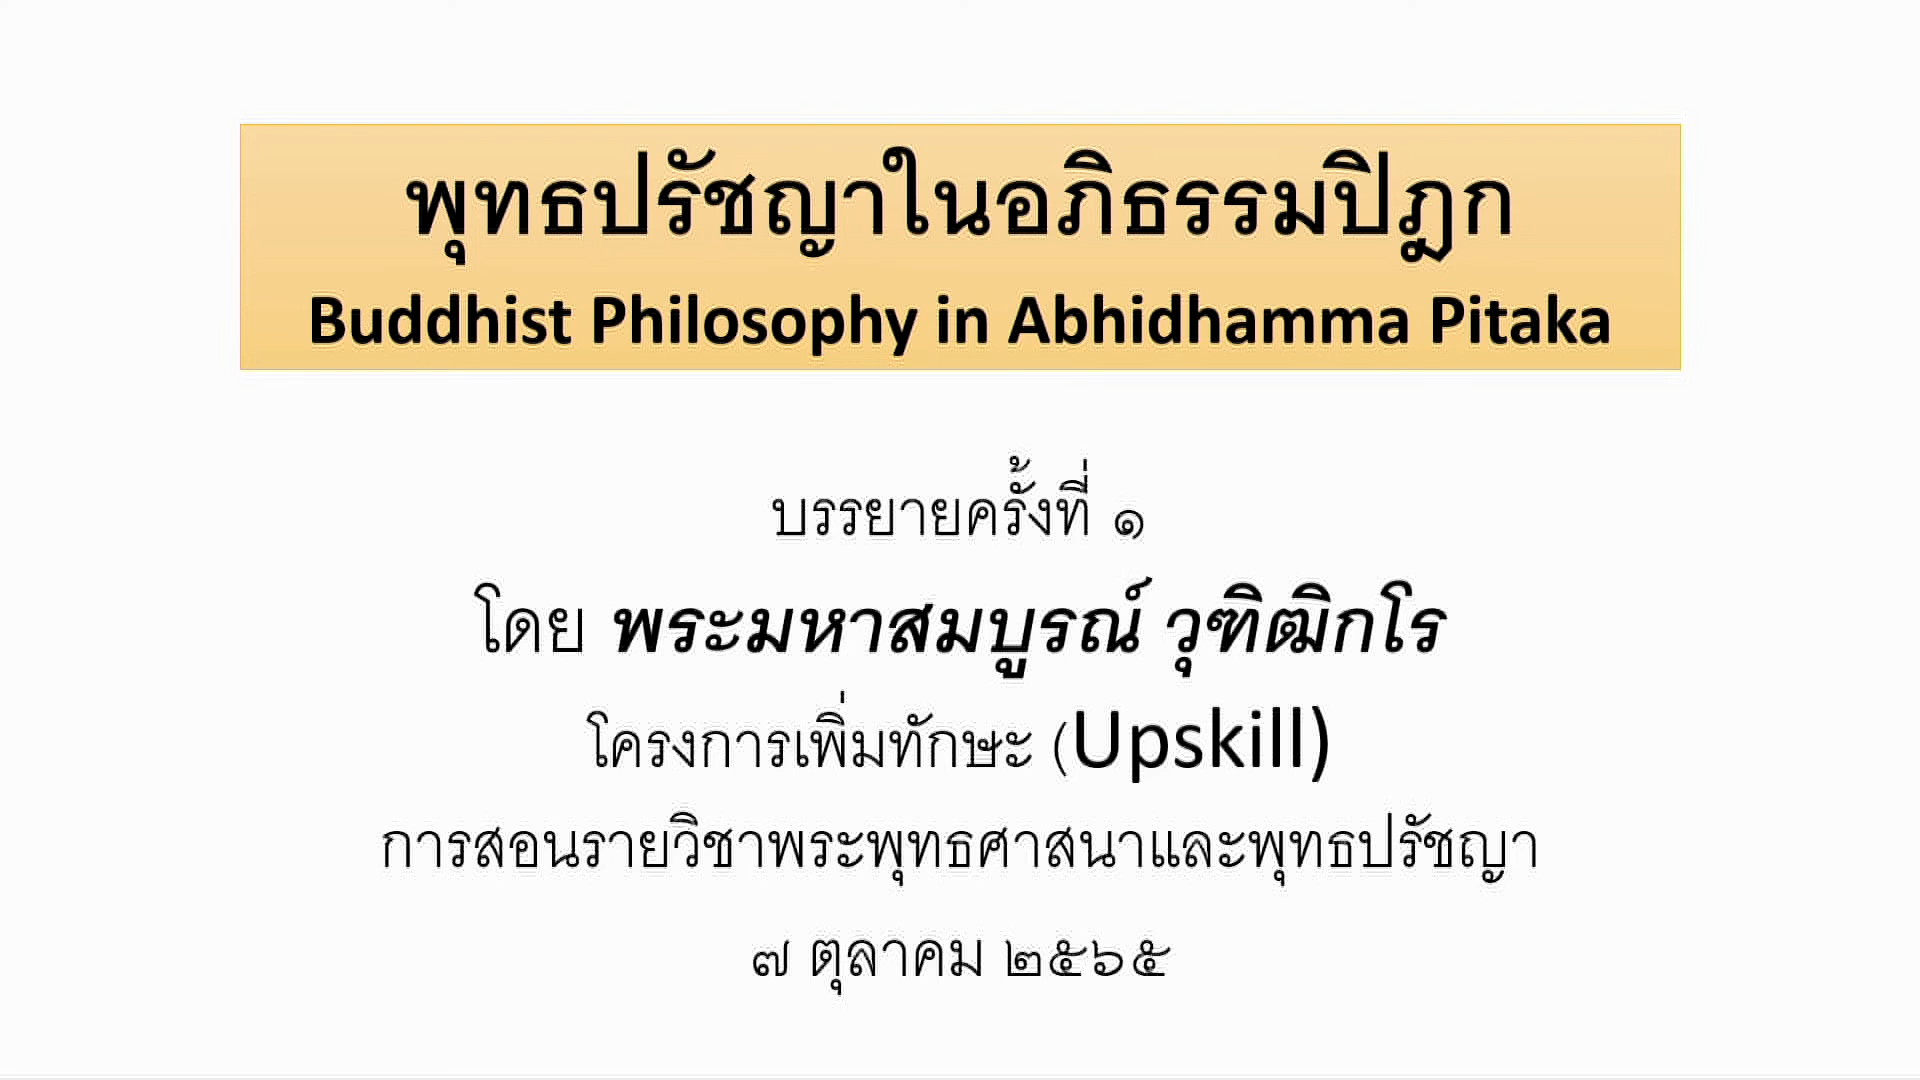 พุทธปรัชญาในอภิธรรมปิฎก
Buddhist Philosophy in Abhidhamma Pitaka
บรรยายครั้งที่ ๑
โดย พระมหาสมบูรณ์ วุฑิฒิกโร
โครงการเพิ่มทักษะ (Upskill)
การสอนรายวิชาพระพุทธศาสนาและพุทธปรัชญา
๗ ตุลาคม ๒๕๖๕